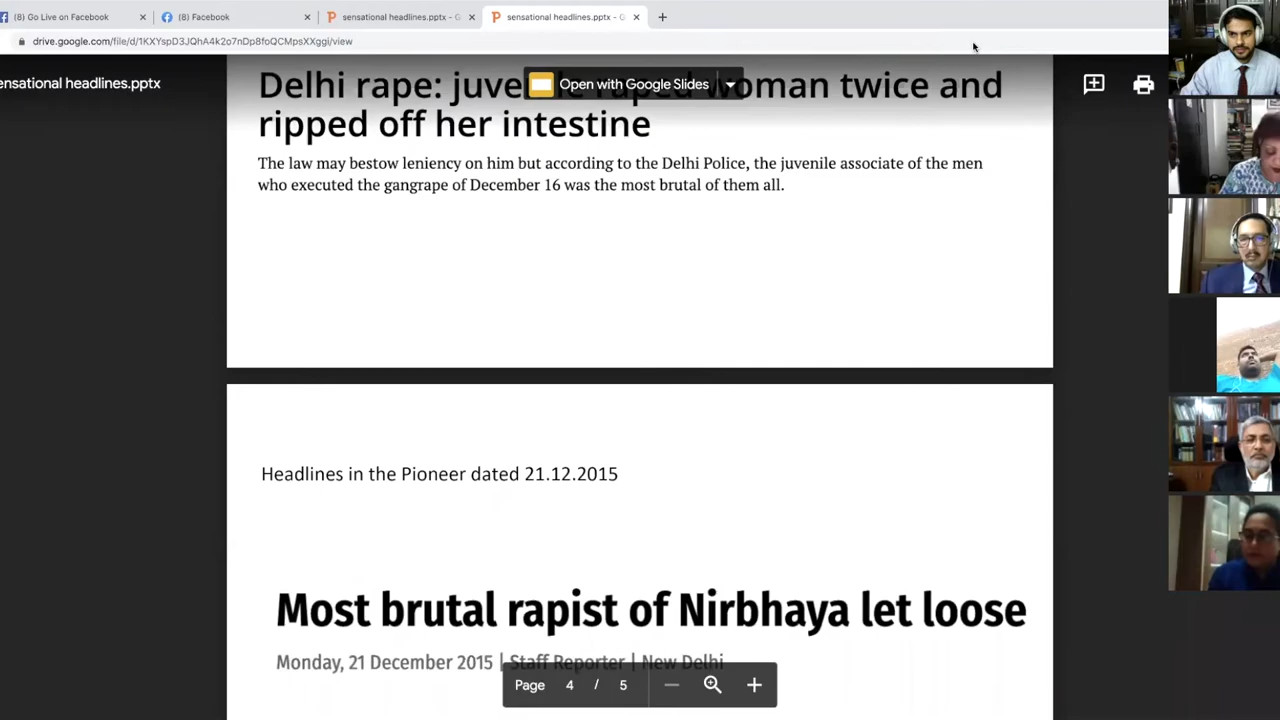 (8) Go Live on Facebook
(8) Facebook
sensational headlines.pptx - G
sensational headlines.pptx - G
drive.google.com/file/d/1KXYspD3JQhA4k2o7nDp8foQCMpsXXggi/view
ensational headlines.pptx
Open with Google Slides
Delhi rape: juve raped woman twice and
ripped off her intestine
The law may bestow leniency on him but according to the Delhi Police, the juvenile associate of the men
who executed the gangrape of December 16 was the most brutal of them all.
Headlines in the Pioneer dated 21.12.2015
Most brutal rapist of Nirbhaya let loose
Monday, 21 December 2015 | Staff Reporter | New Delhi
Page 4 / 5